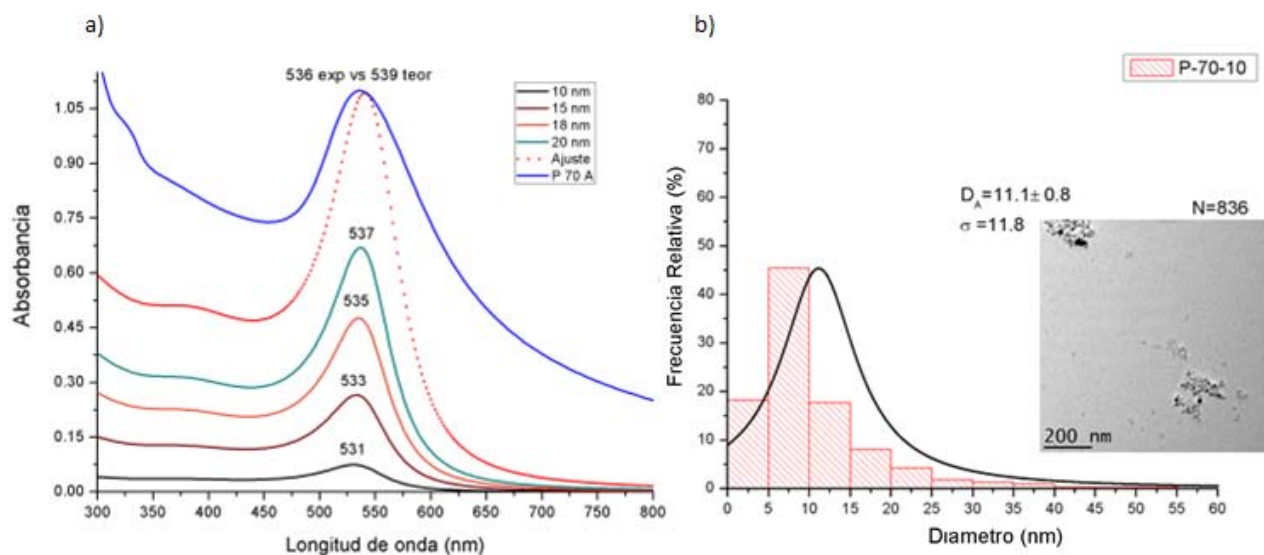 a)
536 exp vs 539 teor
10 nm
15 nm
18 nm
20 nm
Ajuste
P 70 A
537
535
533
531
1.05
0.90
0.75
0.60
0.45
0.30
0.15
0.00
Absorbancia
300 350 400 450 500 550 600 650 700 750 800
Longitud de onda (nm)
b)
P-70-10
80
70
60
50
40
30
20
10
0
Frecuencia Relativa (%)
D_A=11.1± 0.8
σ=11.8
N=836
200 nm
0 5 10 15 20 25 30 35 40 45 50 55 60
Diametro (nm)